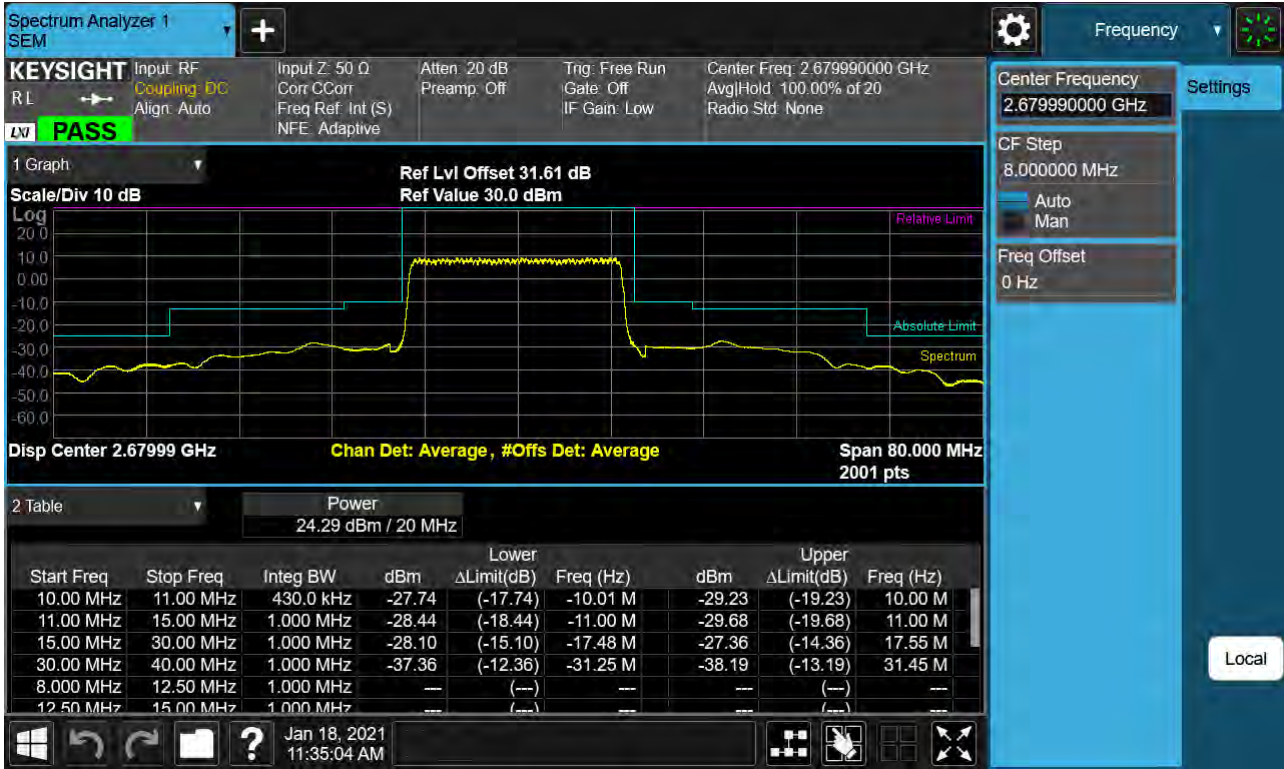 Spectrum Analyzer 1
SEM
Frequency
KEYSIGHT
Input: RF
Coupling: DC
Align: Auto
Input Z: 50 Ω
Corr CCorr
Freq Ref: Int (S)
NFE: Adaptive
Atten: 20 dB
Preamp: Off
Trig: Free Run
Gate: Off
IF Gain: Low
Center Freq: 2.679990000 GHz
Avg|Hold: 100.00% of 20
Radio Std: None
R L
LXI PASS
Center Frequency
2.679990000 GHz
Settings
CF Step
8.000000 MHz
Auto
Man
Freq Offset
0 Hz
Local
1 Graph
Scale/Div 10 dB
Ref Lvl Offset 31.61 dB
Ref Value 30.0 dBm
Log
20.0
10.0
0.00
-10.0
-20.0
-30.0
-40.0
-50.0
-60.0
Relative Limit
Absolute Limit
Spectrum
Disp Center 2.67999 GHz
Chan Det: Average, #Offs Det: Average
Span 80.000 MHz
2001 pts
2 Table
Power
24.29 dBm / 20 MHz
Lower Upper
Start Freq Stop Freq Integ BW dBm ΔLimit(dB) Freq (Hz) dBm ΔLimit(dB) Freq (Hz)
10.00 MHz 11.00 MHz 430.0 kHz -27.74 (-17.74) -10.01 M -29.23 (-19.23) 10.00 M
11.00 MHz 15.00 MHz 1.000 MHz -28.44 (-18.44) -11.00 M -29.68 (-19.68) 11.00 M
15.00 MHz 30.00 MHz 1.000 MHz -28.10 (-15.10) -17.48 M -27.36 (-14.36) 17.55 M
30.00 MHz 40.00 MHz 1.000 MHz -37.36 (-12.36) -31.25 M -38.19 (-13.19) 31.45 M
8.000 MHz 12.50 MHz 1.000 MHz --- (---) --- --- (---) ---
12.50 MHz 15.00 MHz 1.000 MHz --- (---) --- --- (---) ---
Jan 18, 2021
11:35:04 AM